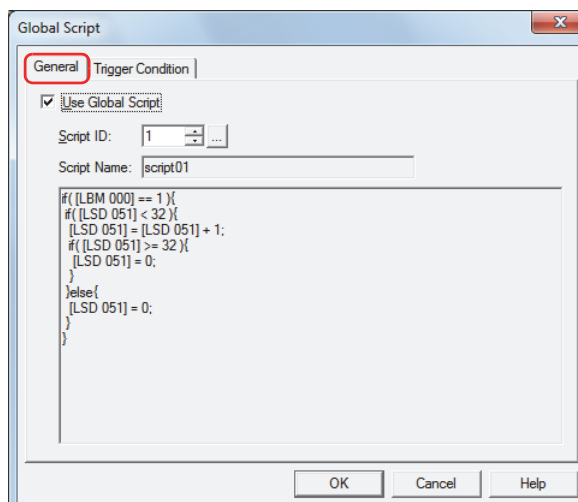 Global Script
General
Trigger Condition
Use Global Script
Script ID:
1
...
Script Name:
script01
if( [LBM 000] == 1 ){
if( [LSD 051] < 32 ){
[LSD 051] = [LSD 051] + 1;
if( [LSD 051] >= 32 ){
[LSD 051] = 0;
}
}else{
[LSD 051] = 0;
}
}
OK
Cancel
Help